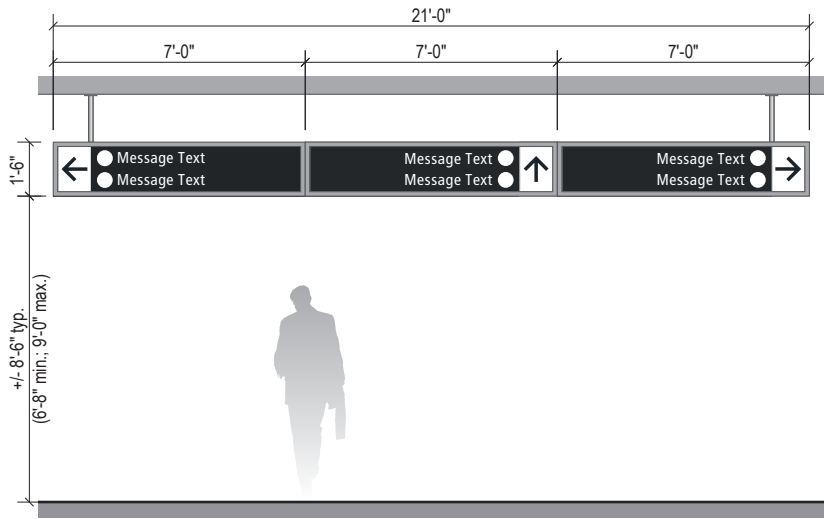 21'-0"
7'-0"
7'-0"
7'-0"
1'-6"
Message Text
Message Text
Message Text
Message Text
Message Text
Message Text
+/- 8'-6" typ.
(6'-8" min.; 9'-0" max.)